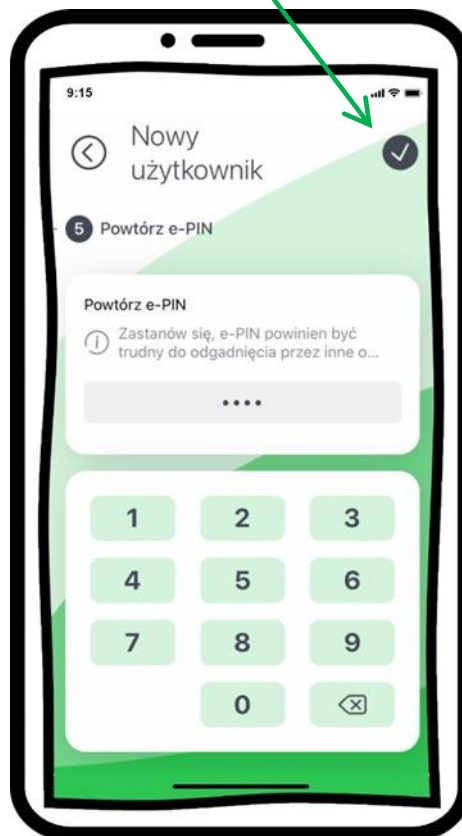 9:15
Nowy
użytkownik
5 Powtórz e-PIN
Powtórz e-PIN
Zastanów się, e-PIN powinien być
trudny do odgadnięcia przez inne o...
••••
1 2 3
4 5 6
7 8 9
0